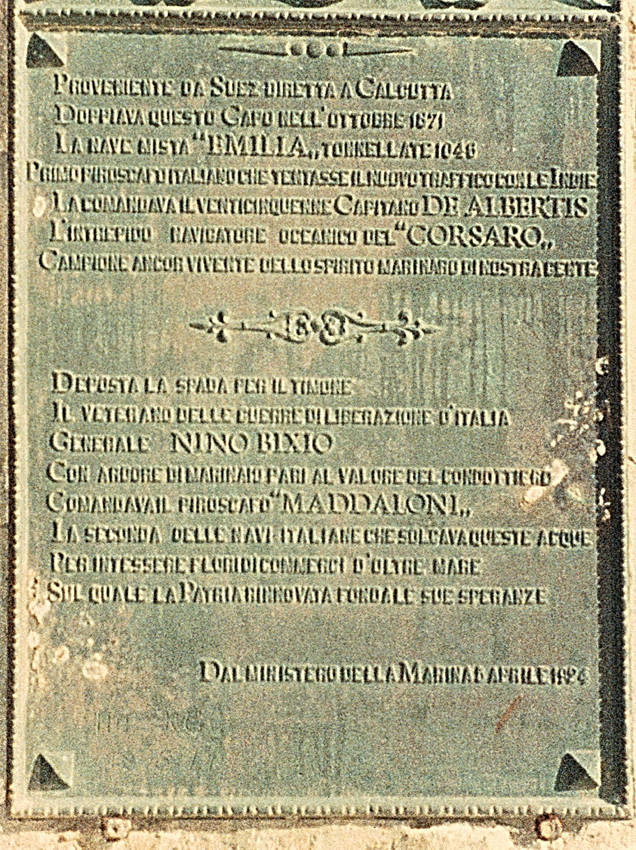 PROVENIENTE DA SUEZ DIRETTA A CALCUTTA
DOPPIAVA QUESTO CAPO NELL'OTTOBRE 1871
LA NAVE MISTA "EMILIA„ TONNELLATE 1046
PRIMO PIROSCAFO ITALIANO CHE TENTASSE IL NUOVO TRAFFICO CON LE INDIE
LA COMANDAVA IL VENTICINQUENNE CAPITANO DE ALBERTIS
L'INTREPIDO NAVIGATORE OCEANICO DEL "CORSARO„
CAMPIONE ANCOR VIVENTE DELLO SPIRITO MARINARO DI NOSTRA GENTE
DEPOSTA LA SPADA PER IL TIMONE
IL VETERANO DELLE GUERRE DI LIBERAZIONE D'ITALIA
GENERALE NINO BIXIO
CON ARDORE DI MARINAIO PARI AL VALORE DEL CONDOTTIERO
COMANDAVA IL PIROSCAFO "MADDALONI„
LA SECONDA DELLE NAVI ITALIANE CHE SOLCAVA QUESTE ACQUE
PER INTESSERE FLORIDI COMMERCI D'OLTRE MARE
SUL QUALE LA PATRIA RINNOVATA FONDA LE SUE SPERANZE
DAL MINISTERO DELLA MARINA APRILE 1924